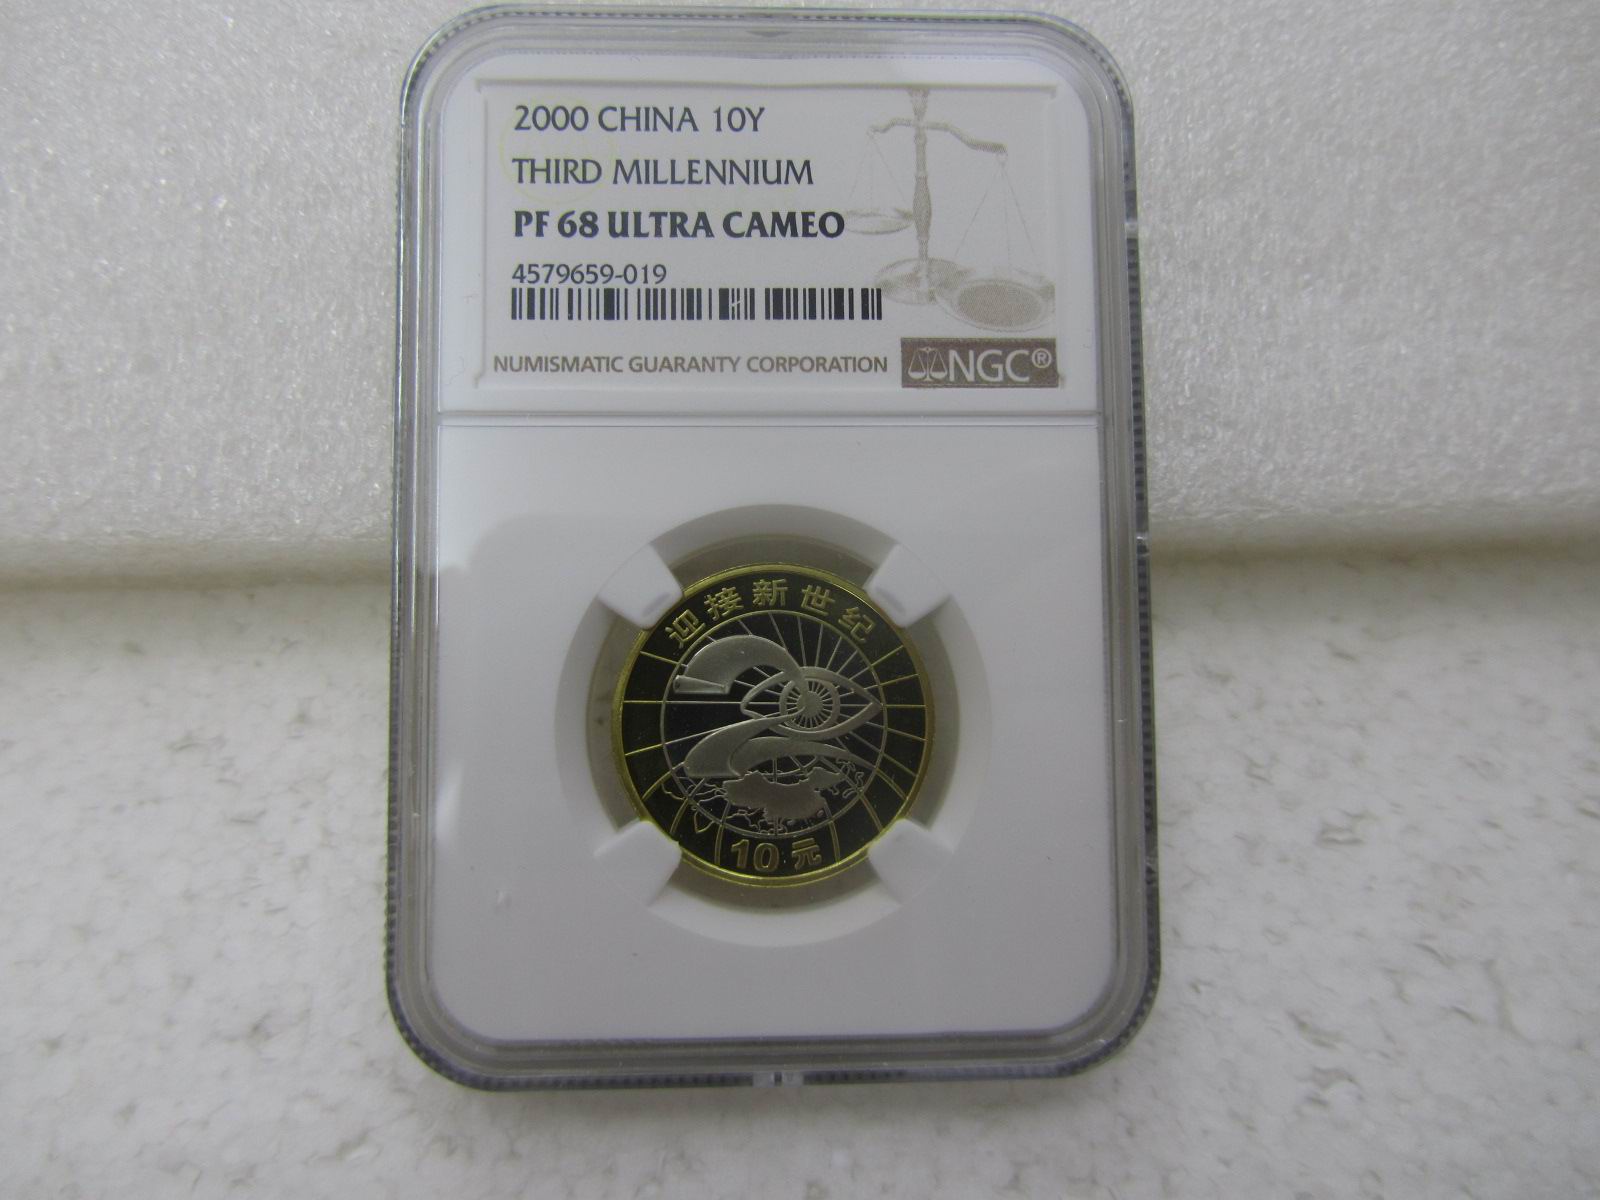 2000 CHINA 10Y
THIRD MILLENNIUM
PF 68 ULTRA CAMEO
4579659-019
NUMISMATIC GUARANTY CORPORATION
NGC®
迎接新世纪
10元